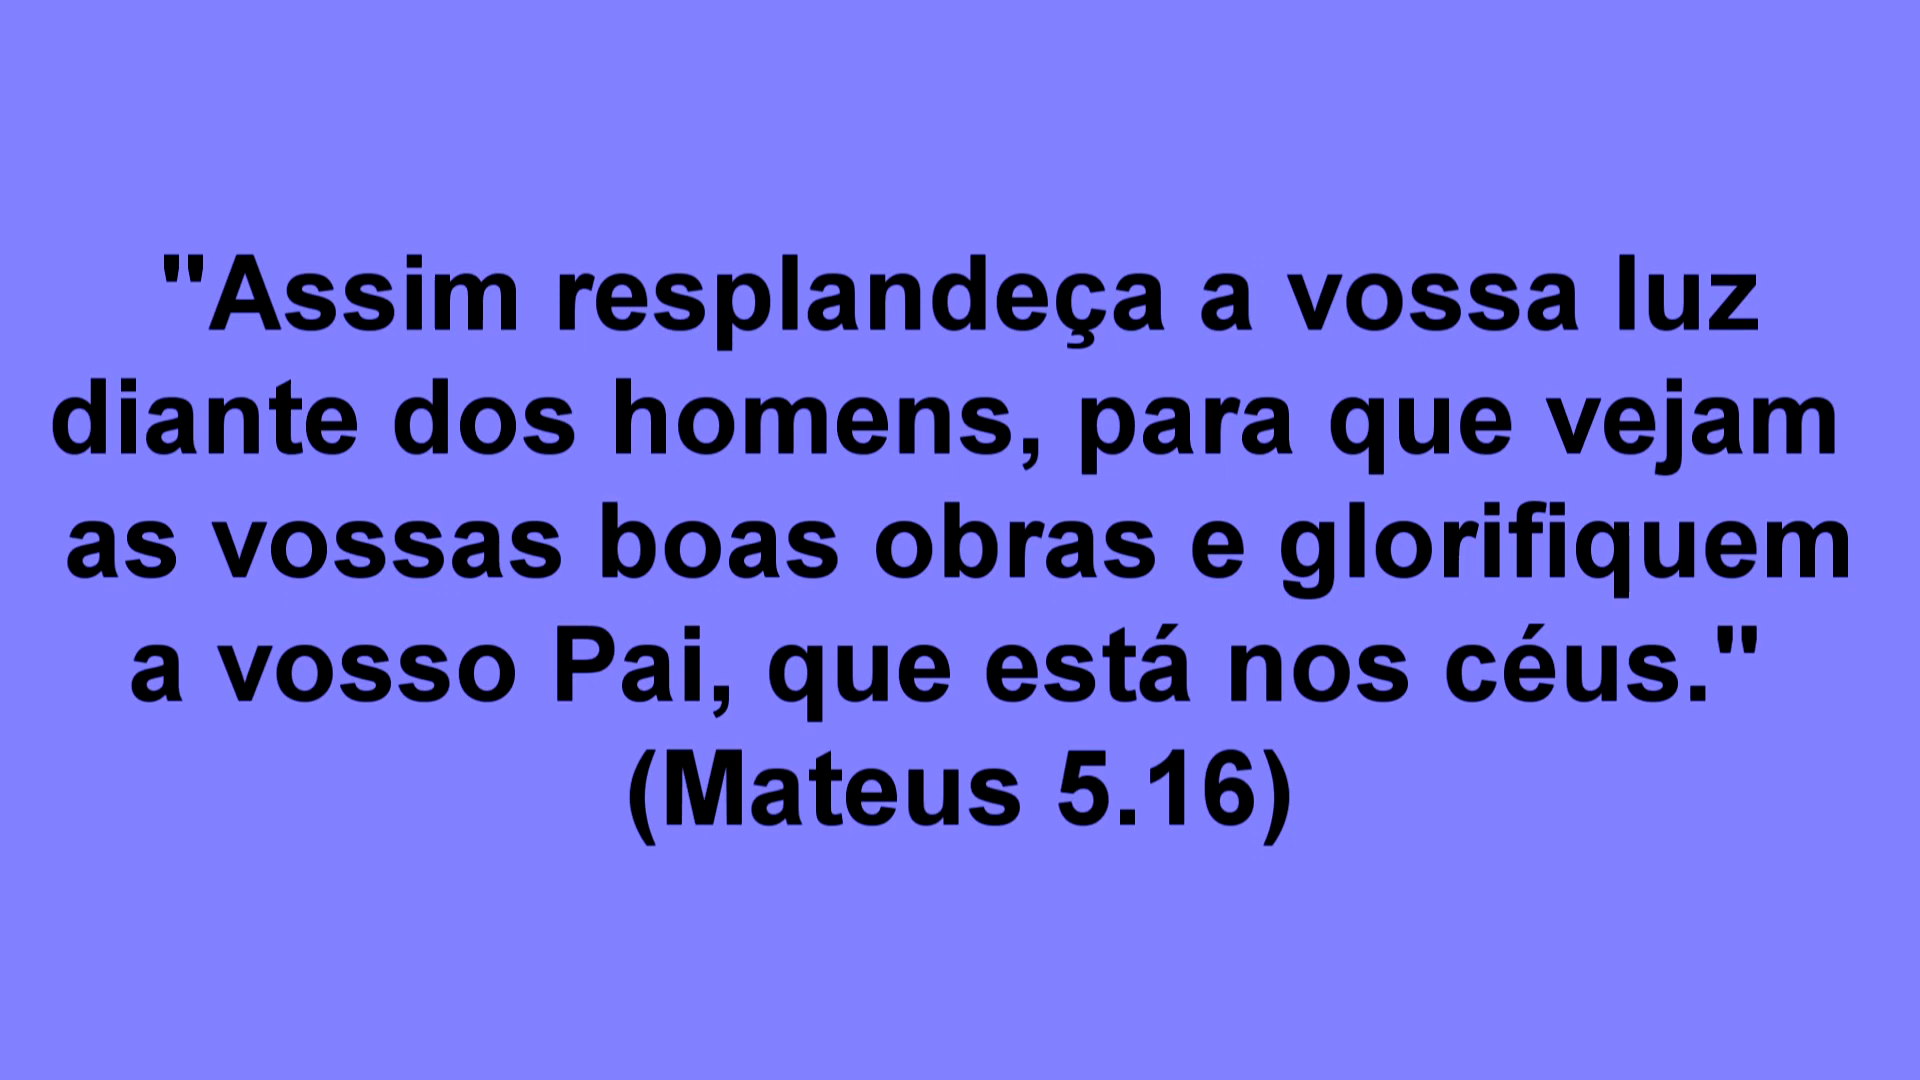 "Assim resplandeça a vossa luz
diante dos homens, para que vejam
as vossas boas obras e glorifiquem
a vosso Pai, que está nos céus."
(Mateus 5.16)